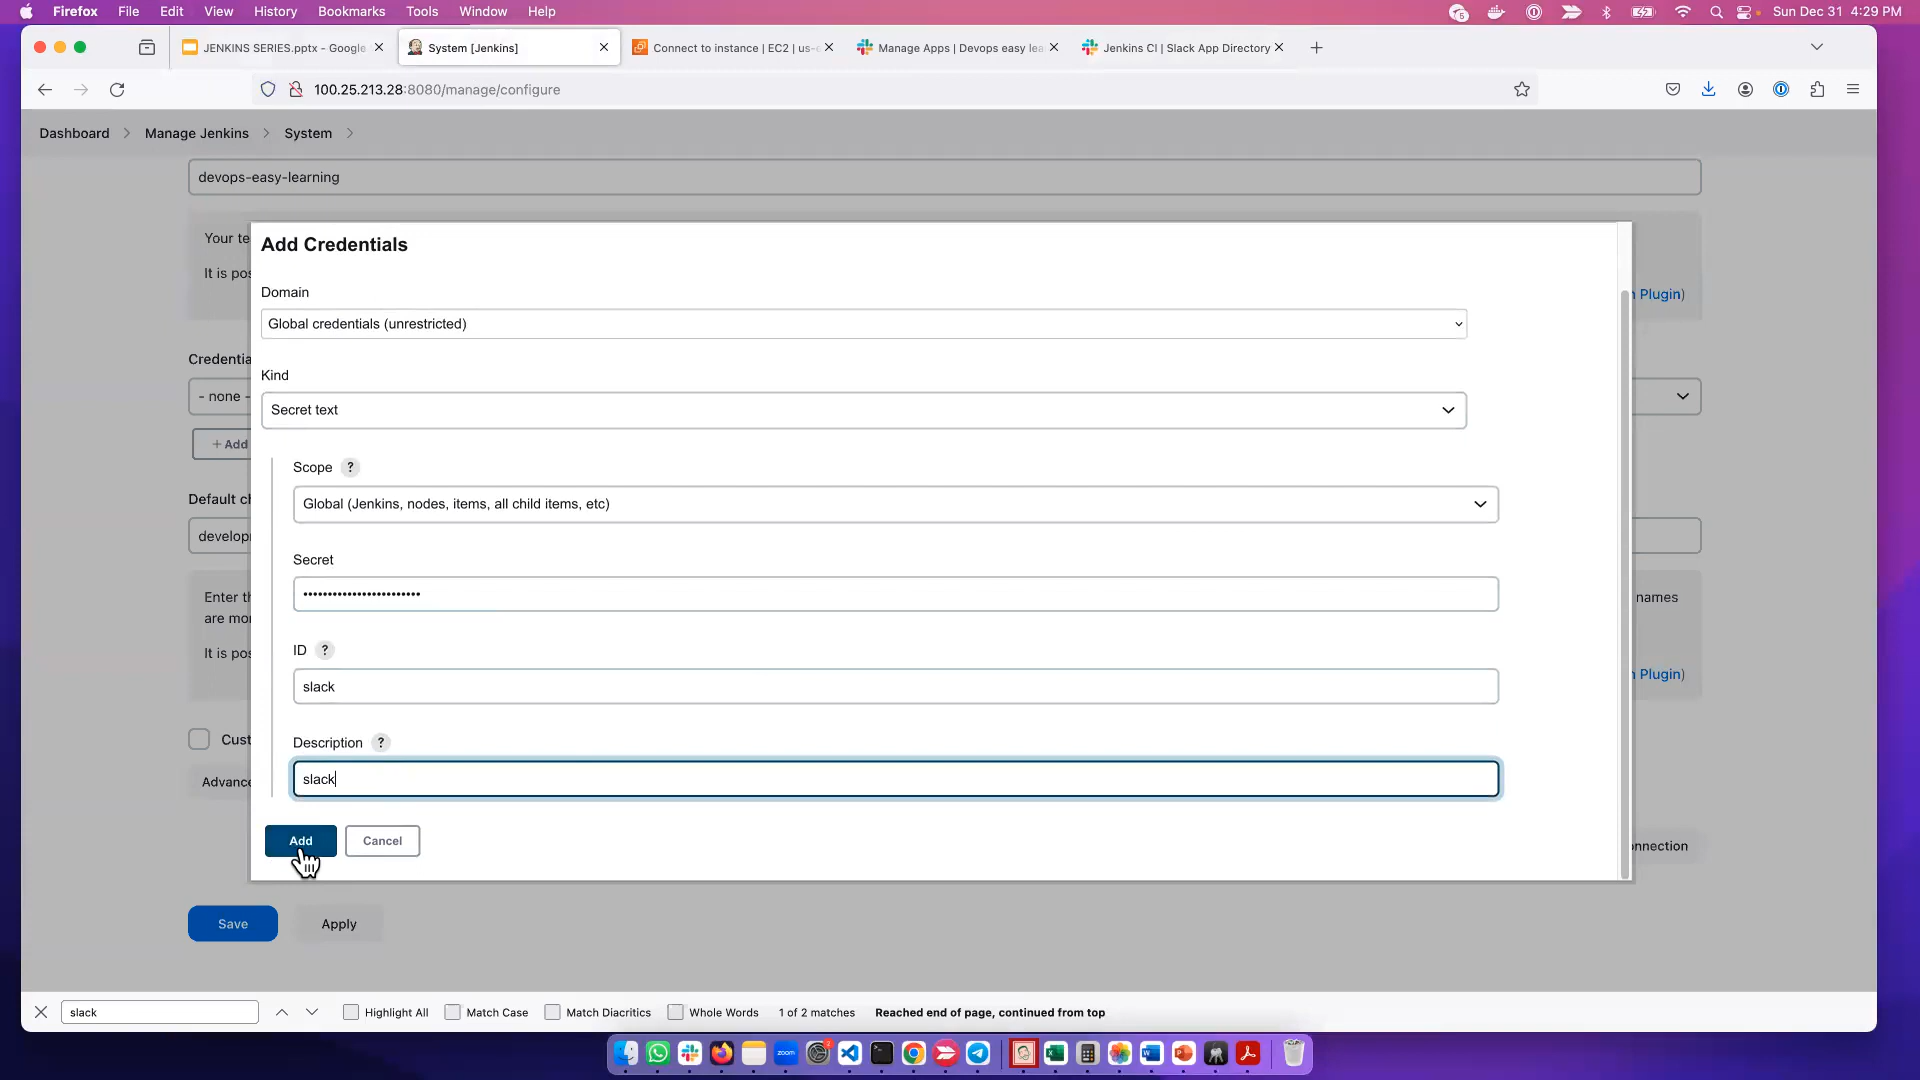 Firefox File Edit View History Bookmarks Tools Window Help 5 Sun Dec 31 4:29 PM
JENKINS SERIES.pptx - Google System [Jenkins] Connect to instance | EC2 | us-e Manage Apps | Devops easy lea Jenkins CI | Slack App Directory
100.25.213.28:8080/manage/configure
Dashboard Manage Jenkins System
devops-easy-learning
Your te
It is pos
n Plugin)
Add Credentials
Domain
Global credentials (unrestricted)
Credentia
Kind
- none -
Secret text
+ Add
Scope ?
Default ch
Global (Jenkins, nodes, items, all child items, etc)
develop
Secret
Enter th
•••••••••••••••••••••••• names
are mor
It is pos
ID ?
n Plugin)
slack
Cust
Description ?
Advance
slack
Add Cancel
onnection
Save Apply
slack Highlight All Match Case Match Diacritics Whole Words 1 of 2 matches Reached end of page, continued from top
zoom 2